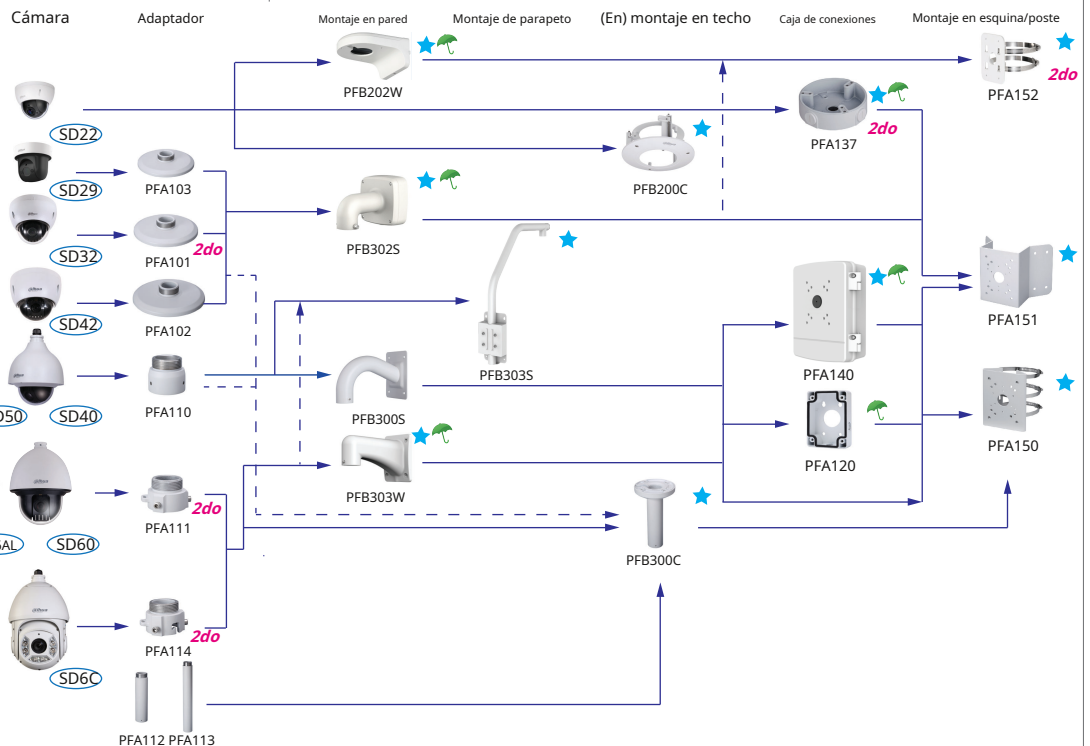 Cámara
Adaptador
Montaje en pared
Montaje de parapeto
(En) montaje en techo
Caja de conexiones
Montaje en esquina/poste
PFB202W
2do
PFA152
SD22
2do
PFA137
PFB200C
SD29
PFA103
PFB302S
SD32
PFA101
2do
SD42
PFA102
PFA151
PFB303S
PFA140
D50
SD40
PFA110
PFB300S
PFA150
PFA120
PFB303W
PFA111
2do
AL
SD60
PFB300C
PFA114
2do
SD6C
PFA112
PFA113